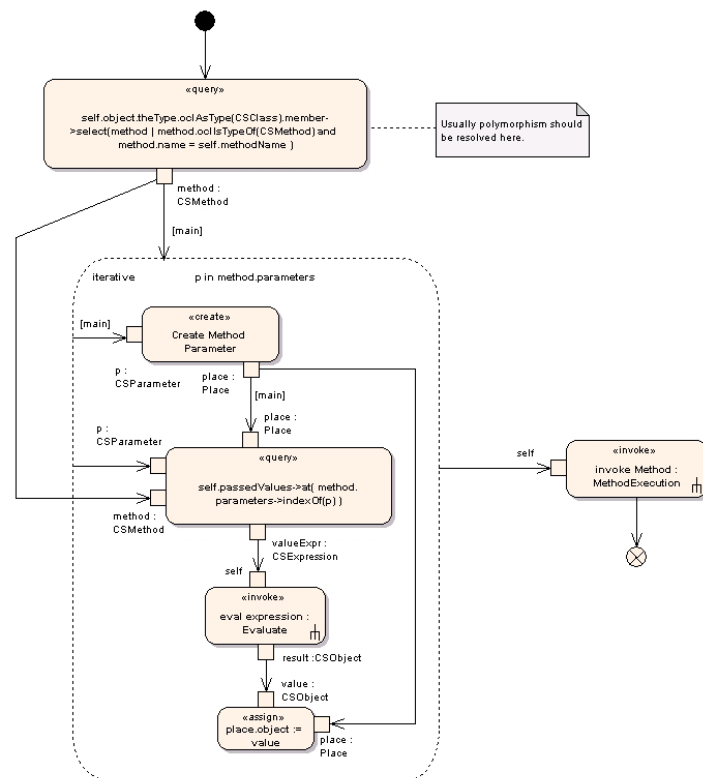 «query»
self.object.theType.oclAsType(CSClass).member-
>select(method | method.oclIsTypeOf(CSMethod) and
method.name = self.methodName )
Usually polymorphism should
be resolved here.
method :
CSMethod
[main]
iterative
p in method.parameters
[main]
«create»
Create Method
Parameter
p :
CSParameter
place :
Place
[main]
place :
Place
p :
CSParameter
«query»
self.passedValues->at( method.
parameters->indexOf(p) )
method :
CSMethod
self
«invoke»
invoke Method :
MethodExecution
valueExpr :
CSExpression
self
«invoke»
eval expression :
Evaluate
result :CSObject
value :
CSObject
«assign»
place.object :=
value
place :
Place